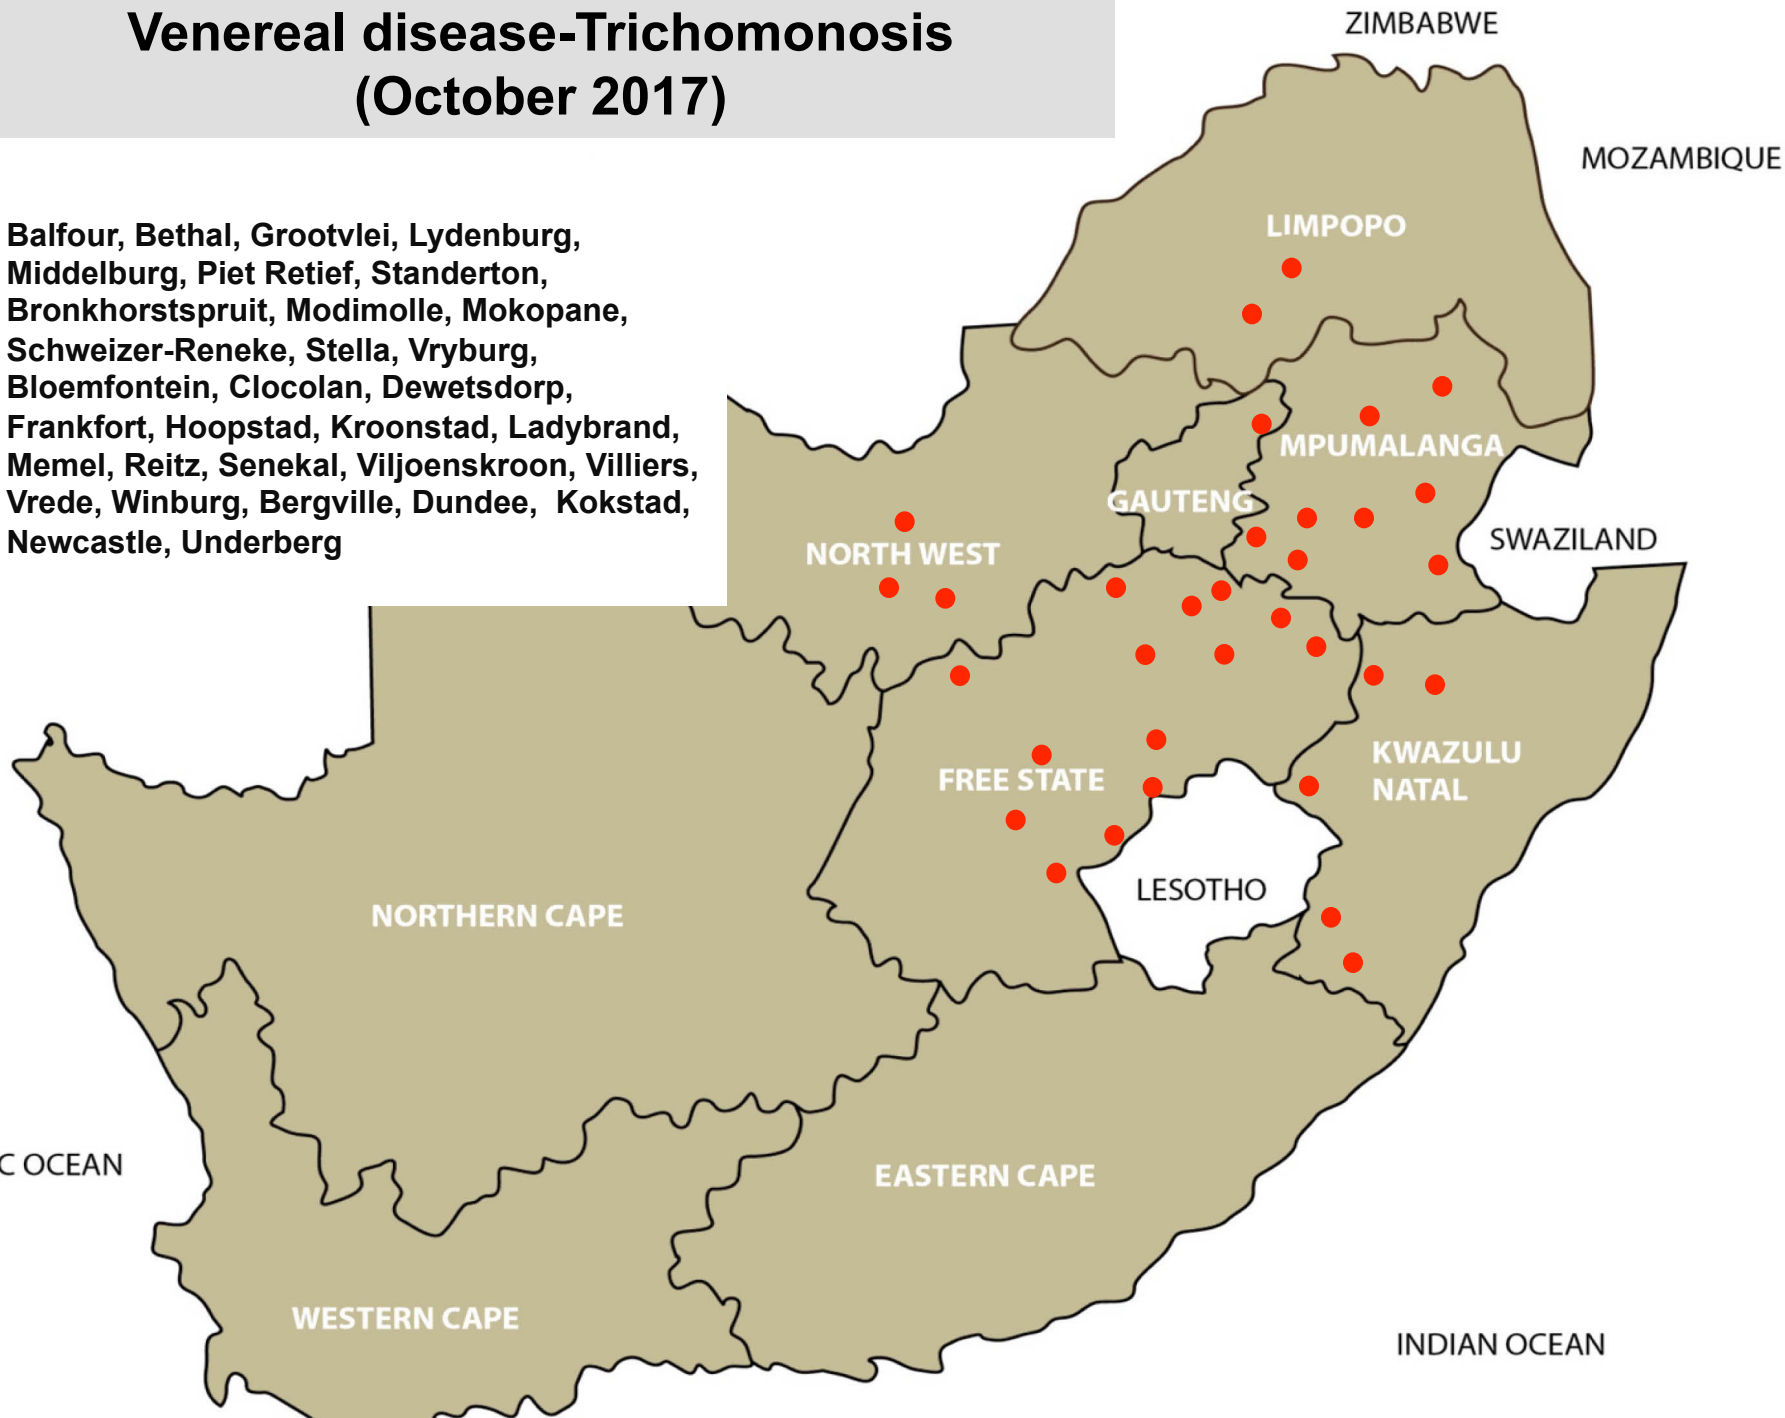 Venereal disease-Trichomonosis
(October 2017)
Balfour, Bethal, Grootvlei, Lydenburg,
Middelburg, Piet Retief, Standerton,
Bronkhorstspruit, Modimolle, Mokopane,
Schweizer-Reneke, Stella, Vryburg,
Bloemfontein, Clocolan, Dewetsdorp,
Frankfort, Hoopstad, Kroonstad, Ladybrand,
Memel, Reitz, Senekal, Viljoenskroon, Villiers,
Vrede, Winburg, Bergville, Dundee, Kokstad,
Newcastle, Underberg
ZIMBABWE
MOZAMBIQUE
LIMPOPO
MPUMALANGA
GAUTENG
SWAZILAND
NORTH WEST
KWAZULU
NATAL
FREE STATE
LESOTHO
NORTHERN CAPE
C OCEAN
EASTERN CAPE
WESTERN CAPE
INDIAN OCEAN